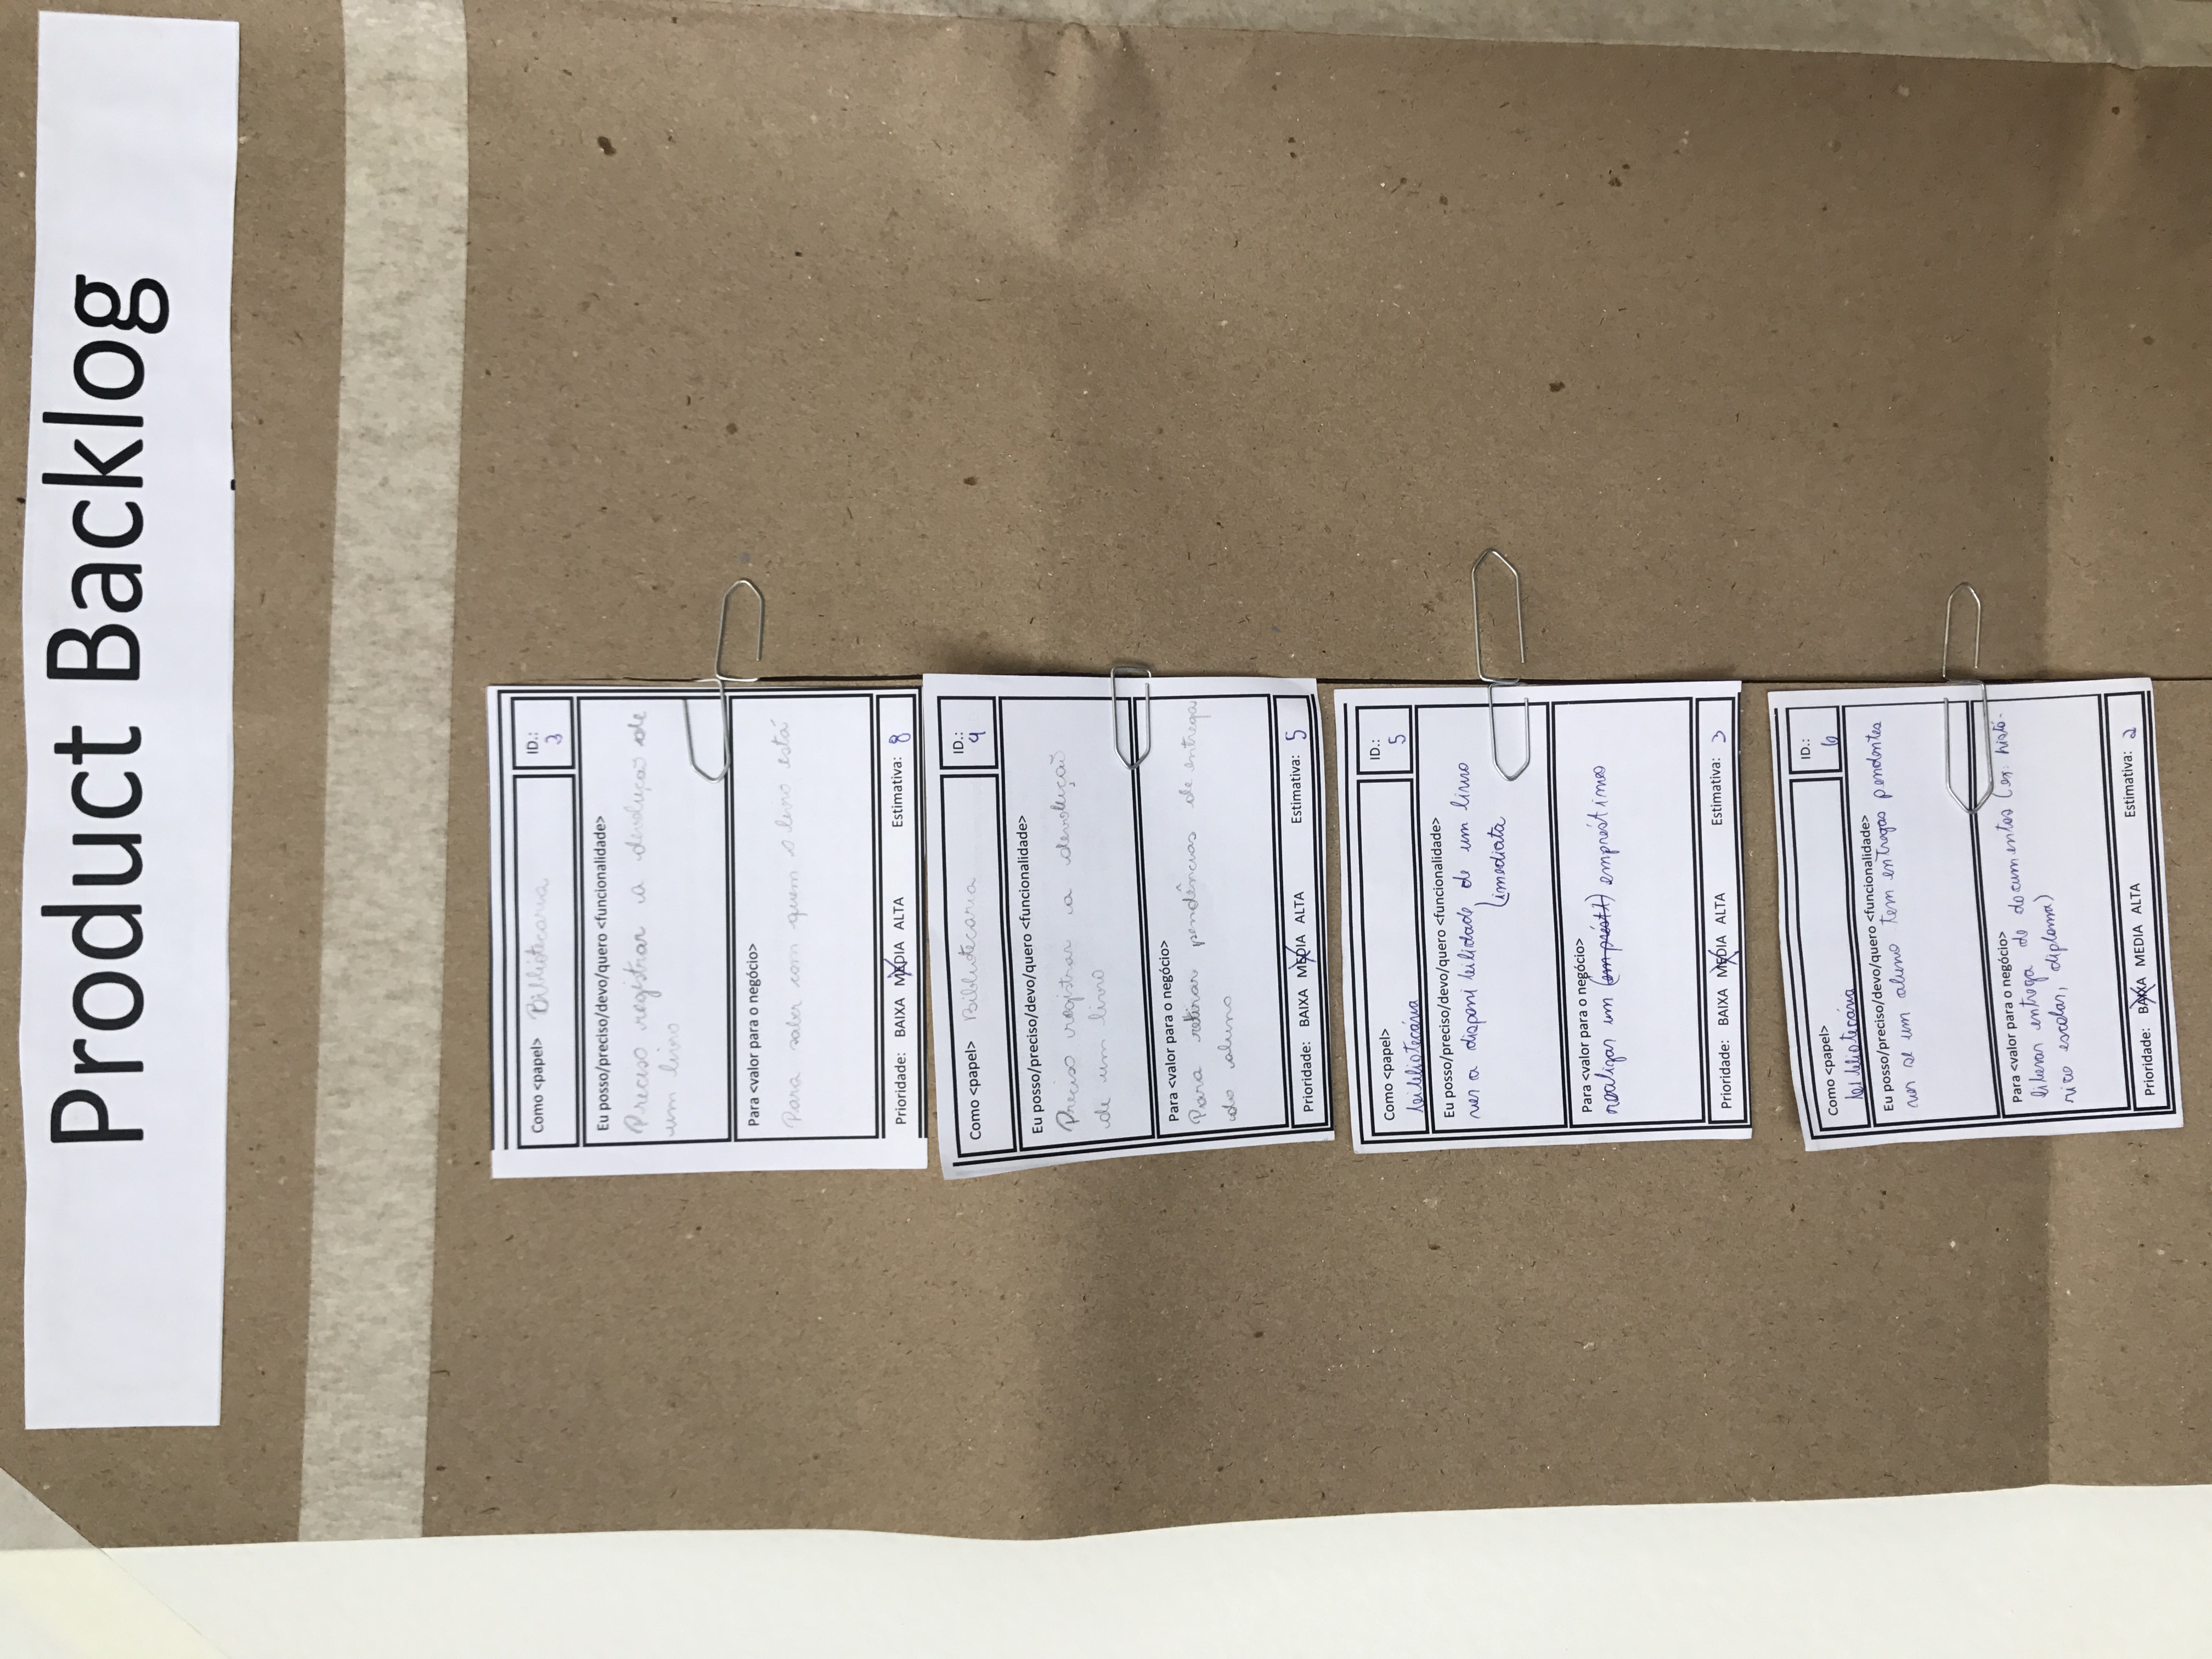 Product Backlog
Como <papel> Bibliotecaria
ID.:
3
Eu posso/preciso/devo/quero <funcionalidade>
Preciso registrar a devolução de
um livro
Para <valor para o negócio>
Para saber com quem o livro está
Prioridade: BAIXA MEDIA ALTA Estimativa: 8
Como <papel> Bibliotecaria
ID.:
4
Eu posso/preciso/devo/quero <funcionalidade>
Preciso registrar a devolução
de um livro
Para <valor para o negócio>
Para retirar pendências de entrega
do aluno
Prioridade: BAIXA MEDIA ALTA Estimativa: 5
Como <papel>
bibliotecária
ID.:
5
Eu posso/preciso/devo/quero <funcionalidade>
ver a disponibilidade de um livro
imediata
Para <valor para o negócio>
realizar um (emprést) empréstimo
Prioridade: BAIXA MEDIA ALTA Estimativa: 3
Como <papel>
bibliotecária
ID.:
6
Eu posso/preciso/devo/quero <funcionalidade>
ver se um aluno tem entregas pendentes
Para <valor para o negócio>
liberar entrega de documentos (ex: histó-
rico escolar, diploma)
Prioridade: BAIXA MEDIA ALTA Estimativa: 2